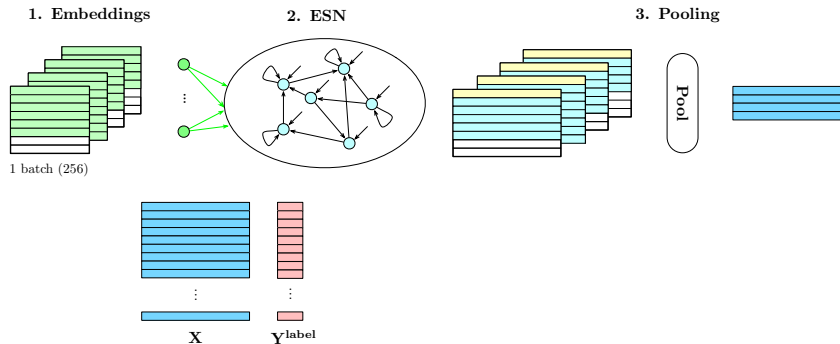 1. Embeddings
2. ESN
3. Pooling
...
Pool
1 batch (256)
...
...
X
Y^label